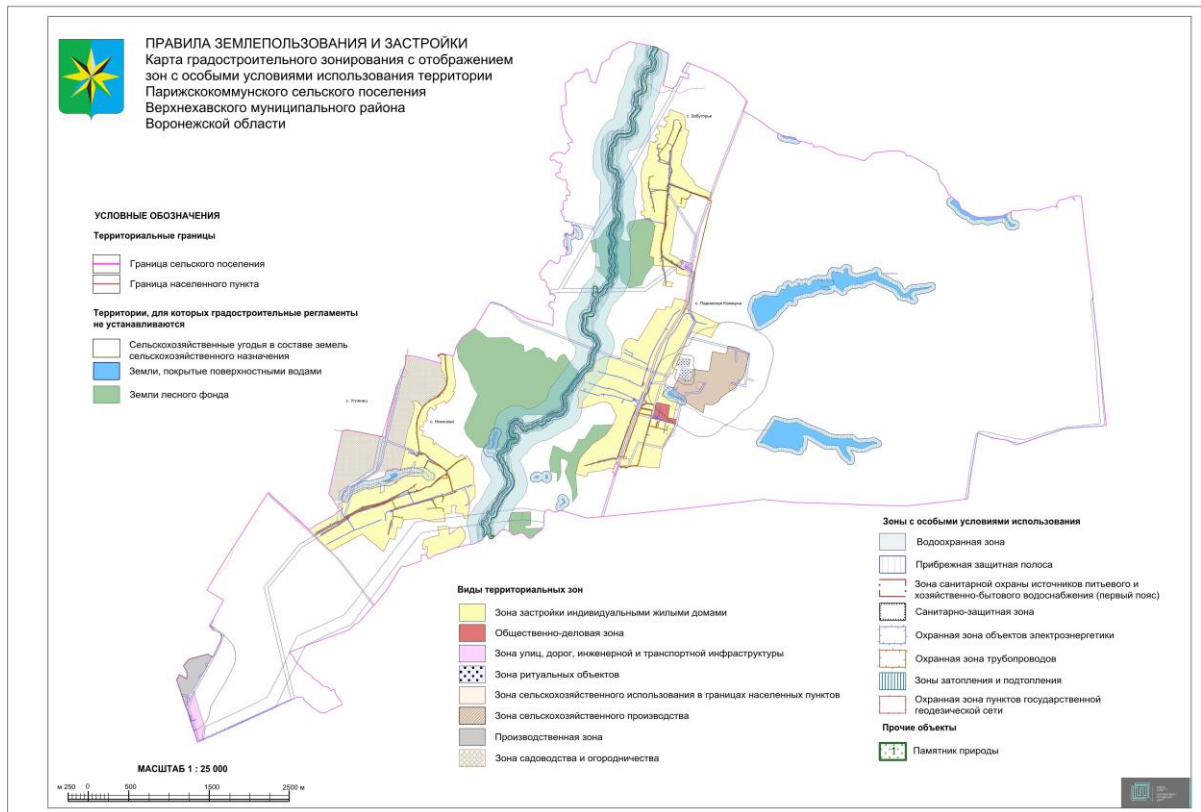 ПРАВИЛА ЗЕМЛЕПОЛЬЗОВАНИЯ И ЗАСТРОЙКИ
Карта градостроительного зонирования с отображением
зон с особыми условиями использования территории
Парижскокоммунского сельского поселения
Верхнехавского муниципального района
Воронежской области
с. Забугорье
УСЛОВНЫЕ ОБОЗНАЧЕНИЯ
Территориальные границы
Граница сельского поселения
Граница населенного пункта
Территории, для которых градостроительные регламенты
не устанавливаются
Сельскохозяйственные угодья в составе земель
сельскохозяйственного назначения
Земли, покрытые поверхностными водами
Земли лесного фонда
с. Парижская Коммуна
с. Углянец
Виды территориальных зон
Зона застройки индивидуальными жилыми домами
Общественно-деловая зона
Зона улиц, дорог, инженерной и транспортной инфраструктуры
Зона ритуальных объектов
Зона сельскохозяйственного использования в границах населенных пунктов
Зона сельскохозяйственного производства
Производственная зона
Зона садоводства и огородничества
Зоны с особыми условиями использования
Водоохранная зона
Прибрежная защитная полоса
Зона санитарной охраны источников питьевого и
хозяйственно-бытового водоснабжения (первый пояс)
Санитарно-защитная зона
Охранная зона объектов электроэнергетики
Охранная зона трубопроводов
Зоны затопления и подтопления
Охранная зона пунктов государственной
геодезической сети
Прочие объекты
1 Памятник природы
МАСШТАБ 1 : 25 000
м 250 0 500 1500 2500 м